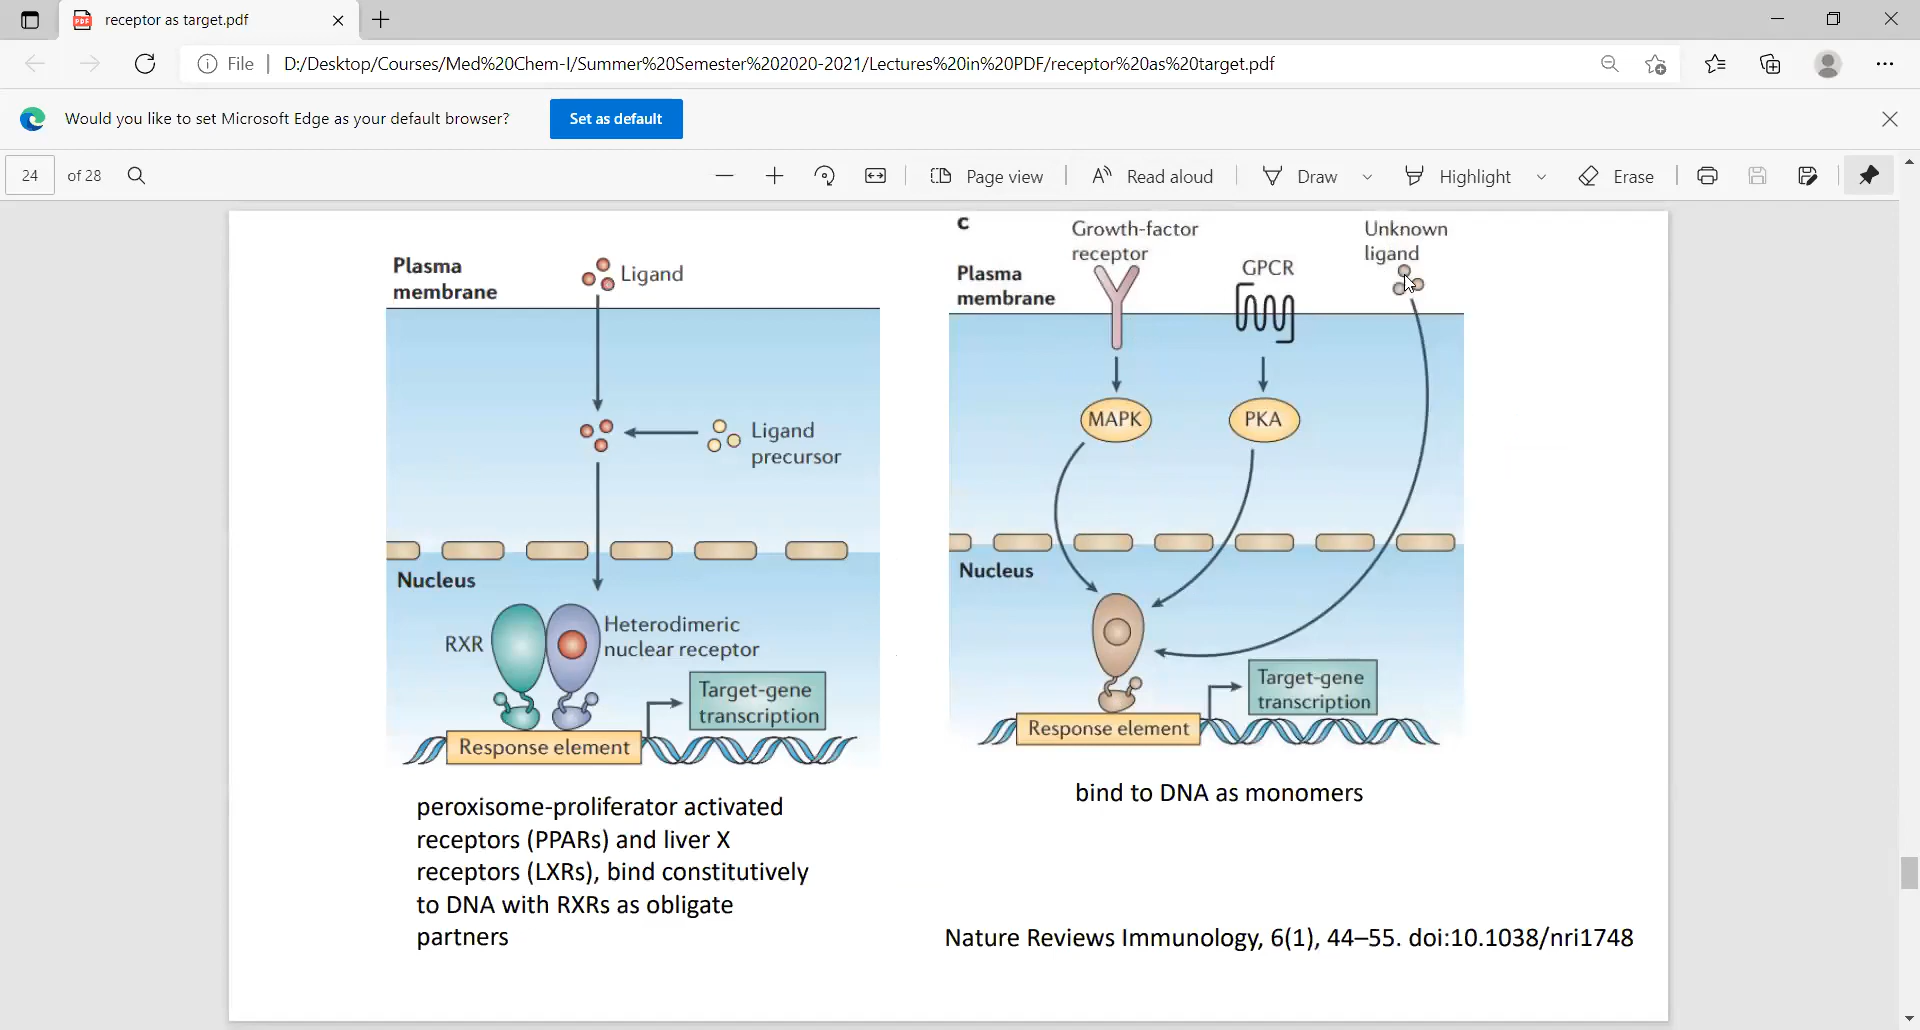 receptor as target.pdf
File
D:/Desktop/Courses/Med%20Chem-I/Summer%20Semester%202020-2021/Lectures%20in%20PDF/receptor%20as%20target.pdf
Would you like to set Microsoft Edge as your default browser?
Set as default
24
of 28
Page view
Read aloud
Draw
Highlight
Erase
Plasma
membrane
Ligand
Ligand
precursor
Nucleus
RXR
Heterodimeric
nuclear receptor
Target-gene
transcription
Response element
peroxisome-proliferator activated
receptors (PPARs) and liver X
receptors (LXRs), bind constitutively
to DNA with RXRs as obligate
partners
c
Growth-factor
receptor
Unknown
ligand
GPCR
Plasma
membrane
MAPK
PKA
Nucleus
Target-gene
transcription
Response element
bind to DNA as monomers
Nature Reviews Immunology, 6(1), 44–55. doi:10.1038/nri1748